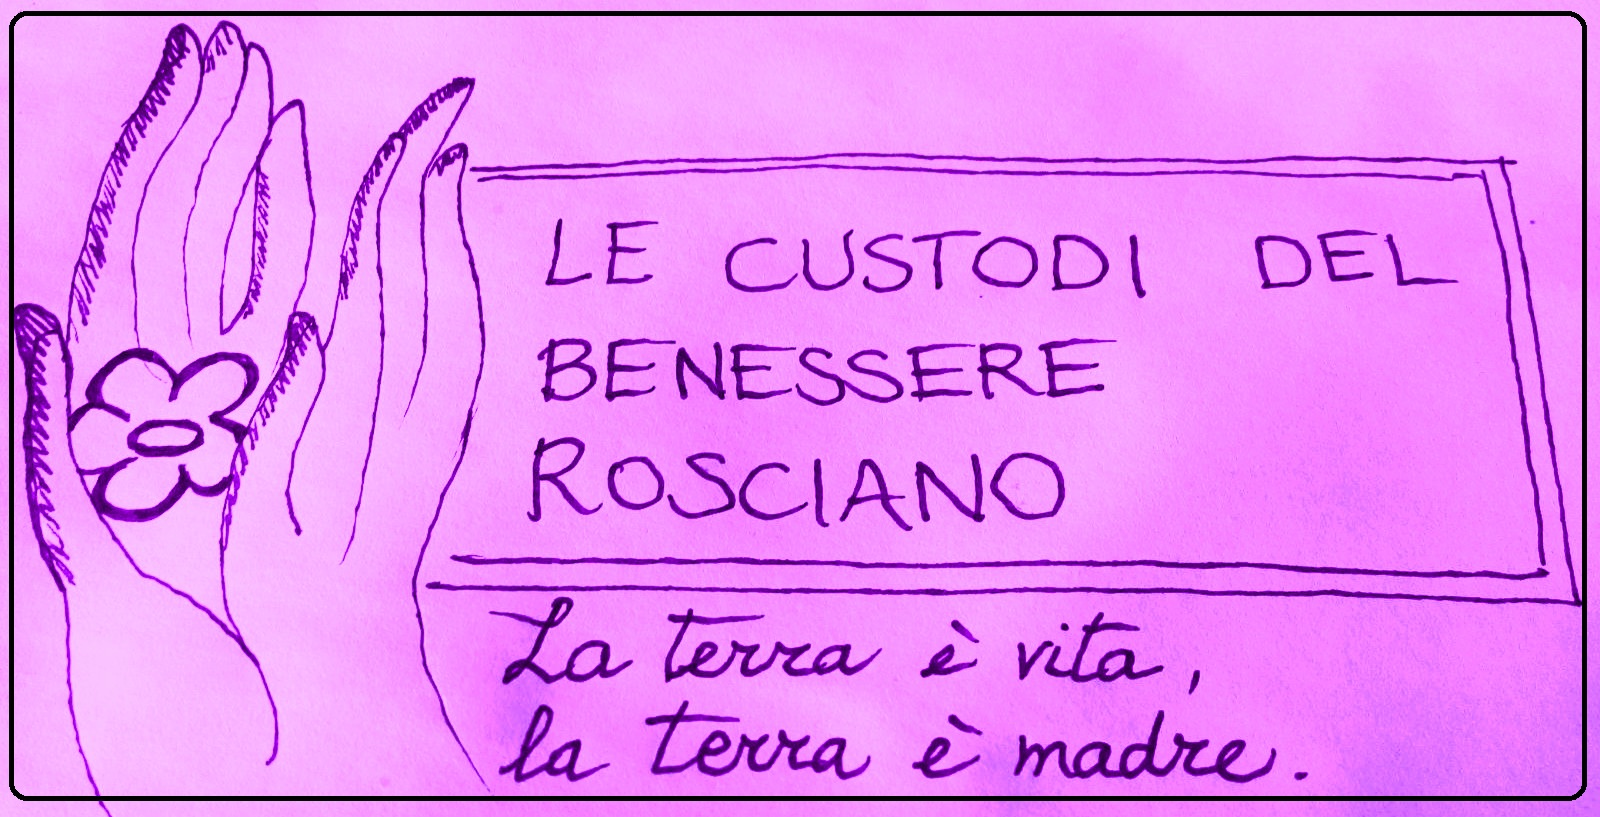 LE CUSTODI DEL
BENESSERE
ROSCIANO
La terra è vita,
la terra è madre.